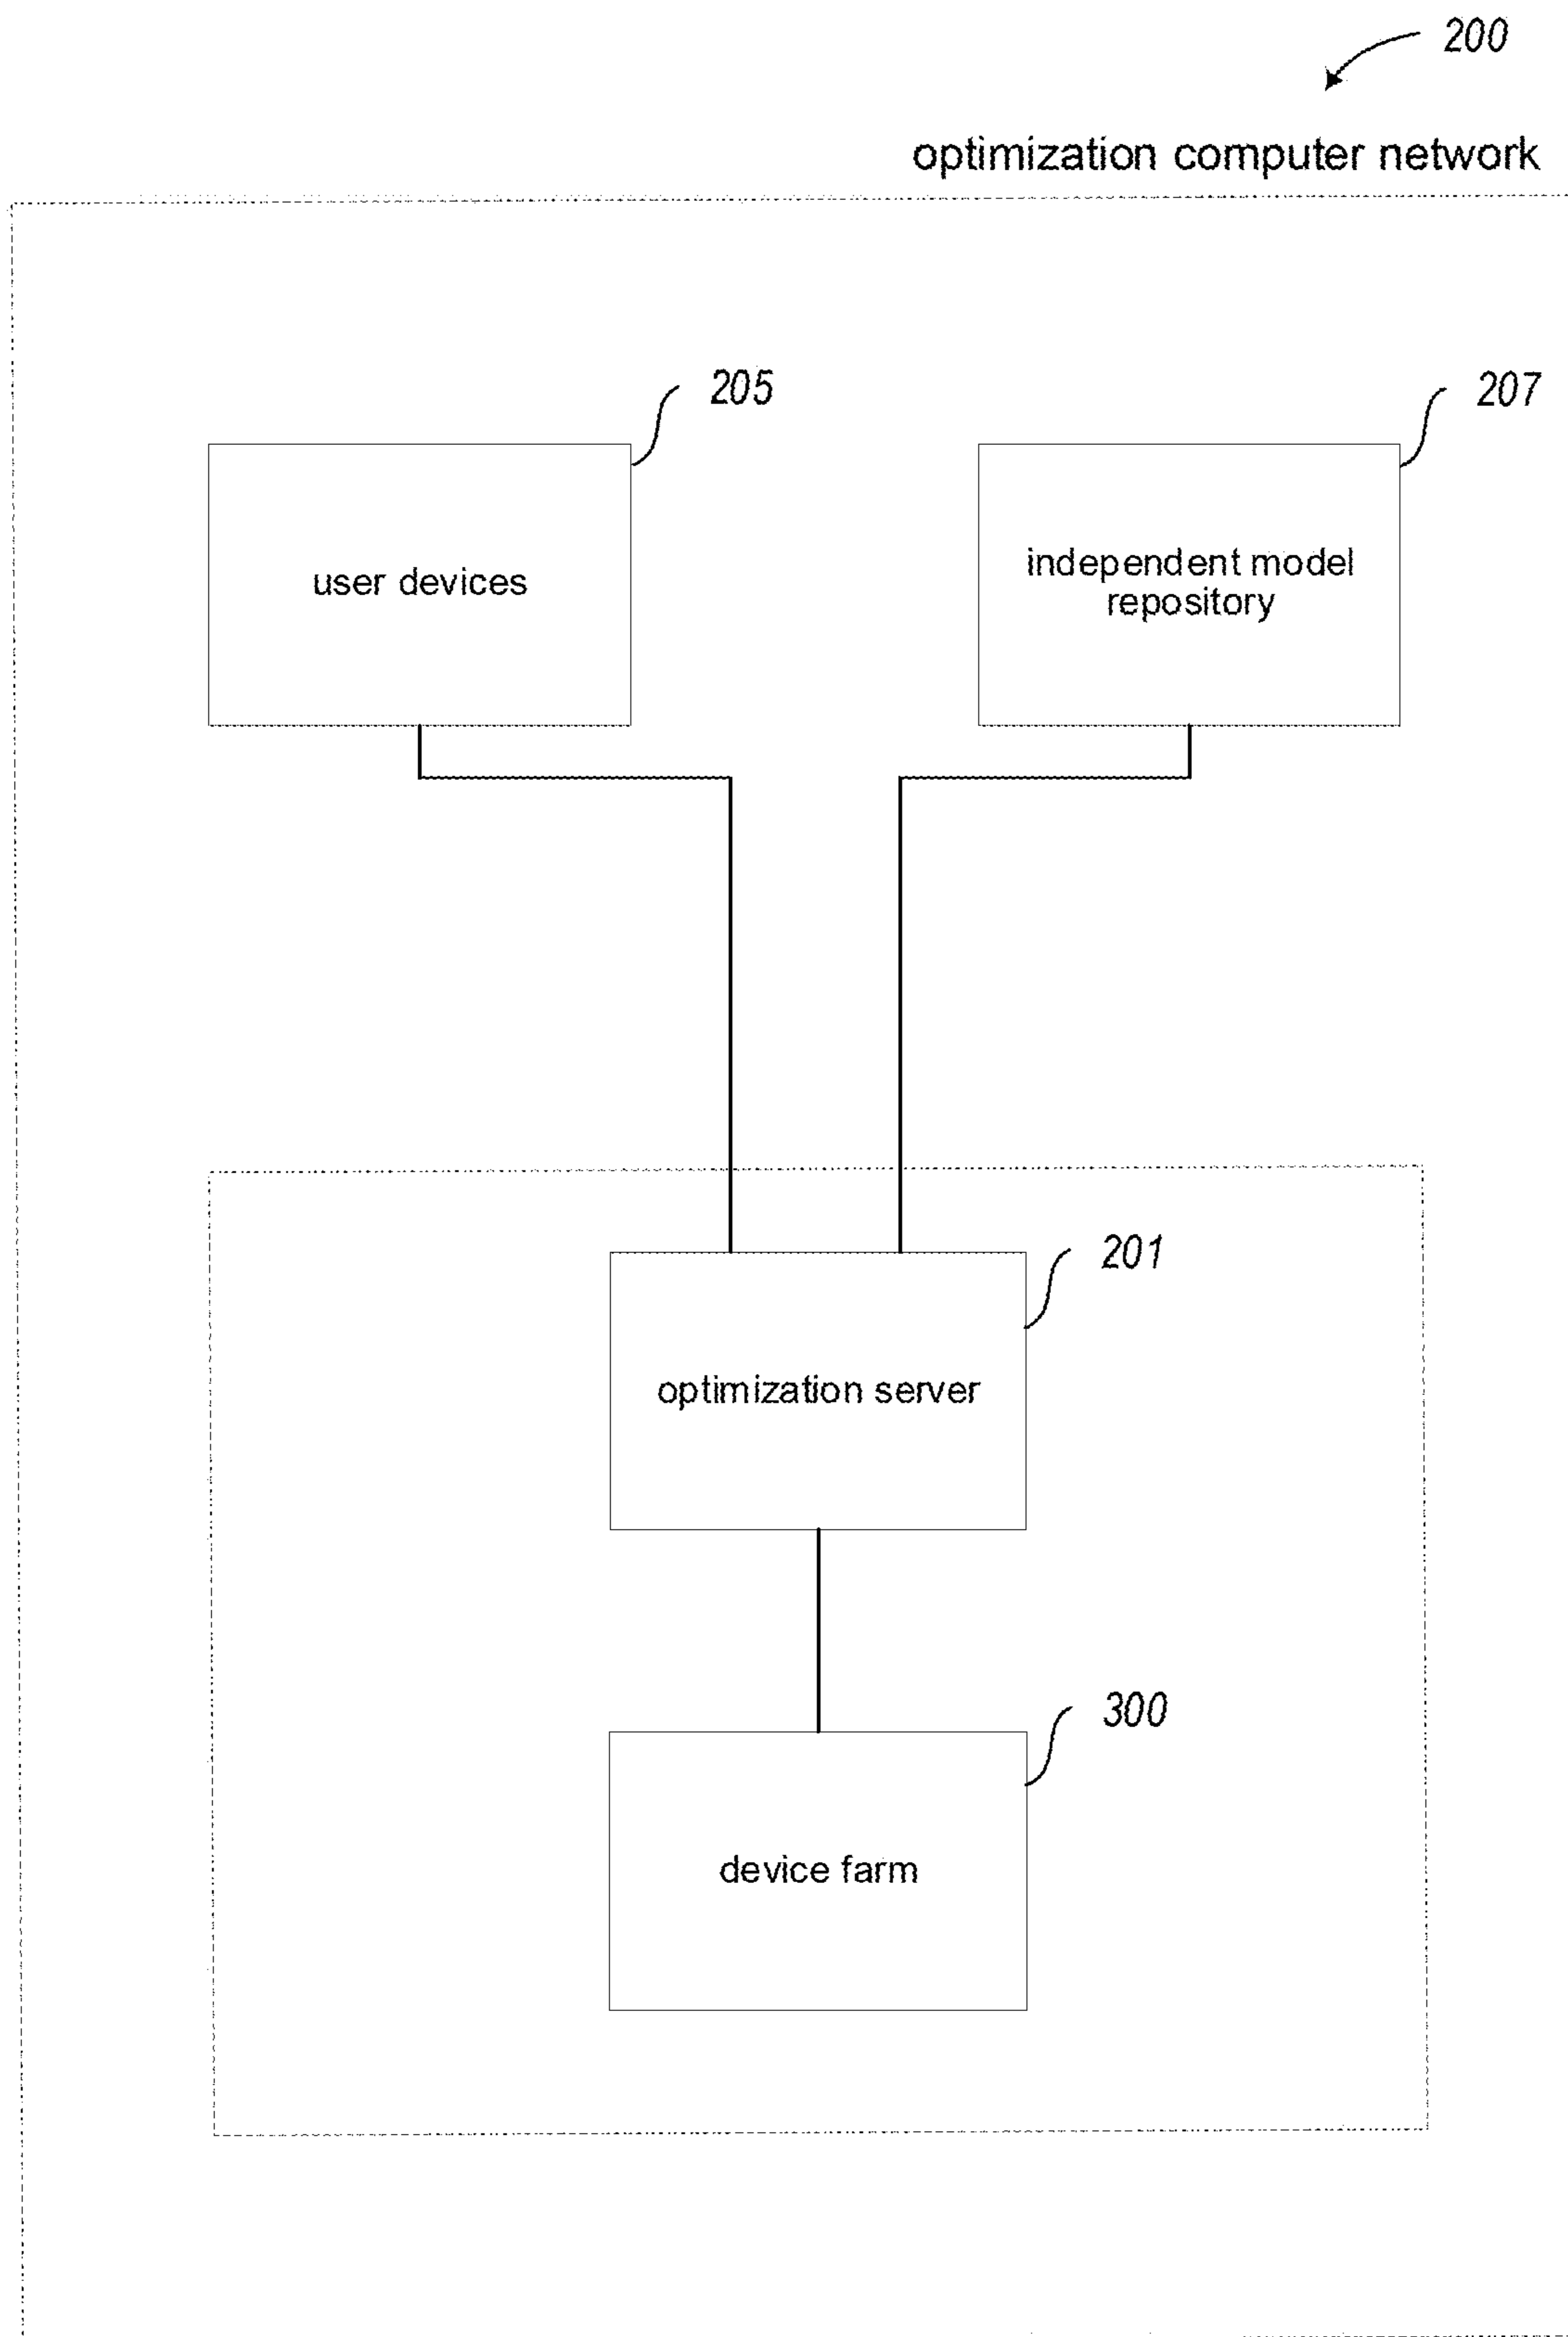 200
optimization computer network
205
207
user devices
independent model
repository
201
optimization server
300
device farm